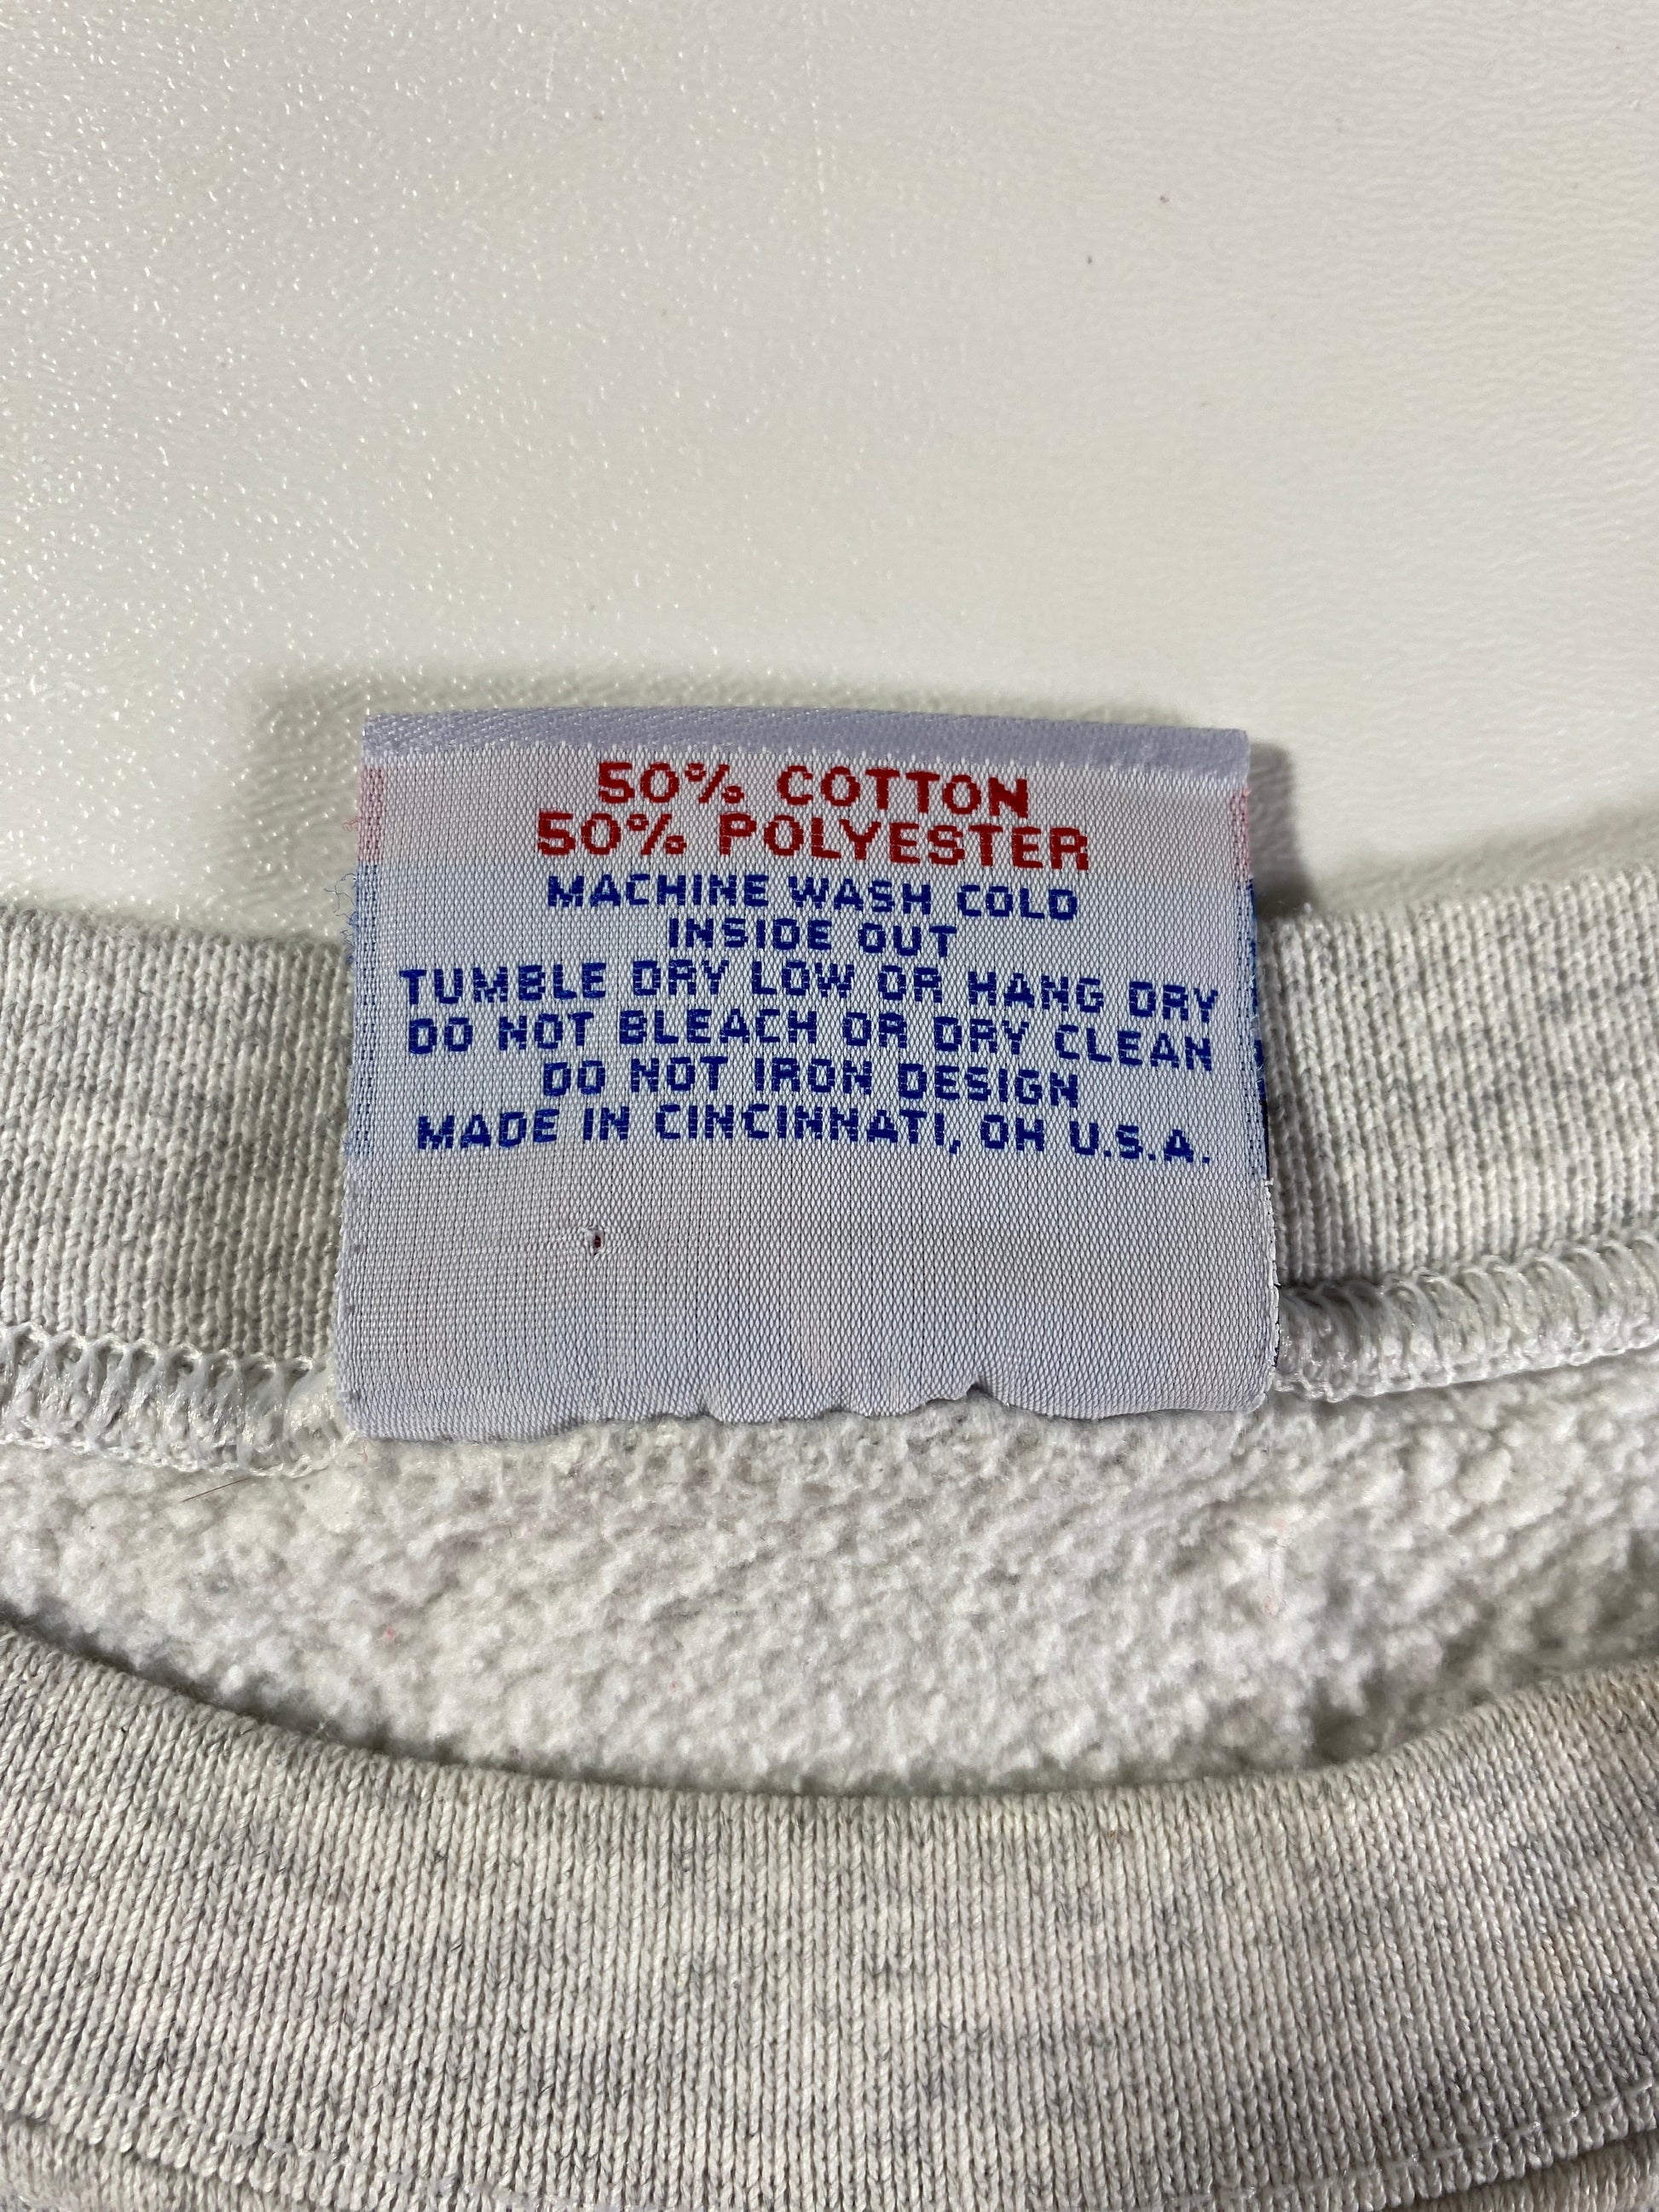 50% COTTON
50% POLYESTER
MACHINE WASH COLD
INSIDE OUT
TUMBLE DRY LOW OR HANG DRY
DO NOT BLEACH OR DRY CLEAN
DO NOT IRON DESIGN
MADE IN CINCINNATI, OH U.S.A.